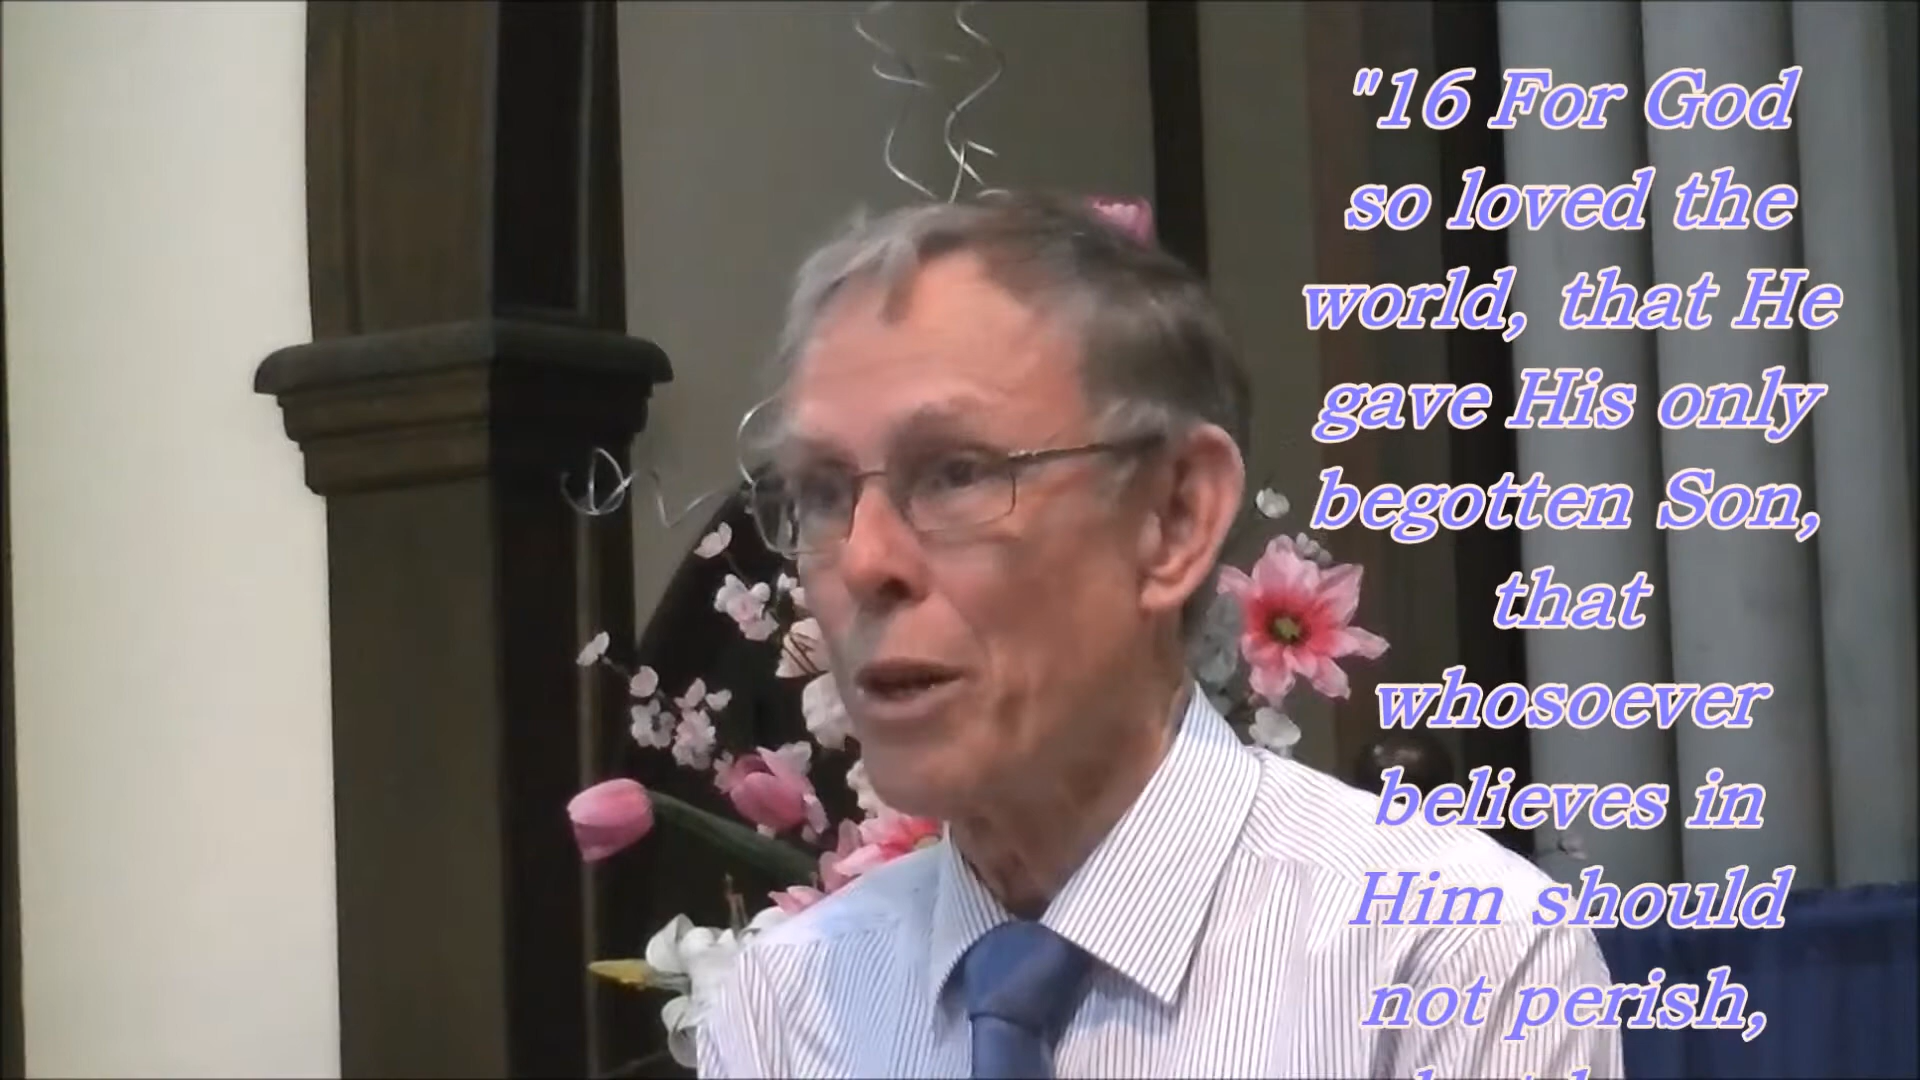 "16 For God
so loved the
world, that He
gave His only
begotten Son,
that
whosoever
believes in
Him should
not perish,